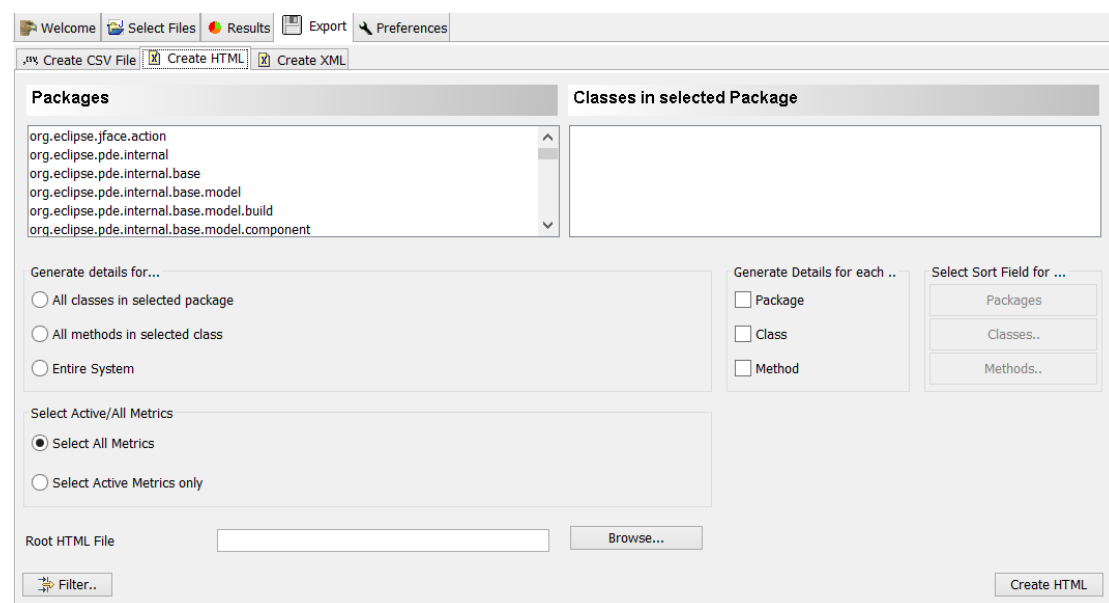 Welcome Select Files Results Export Preferences
Create CSV File Create HTML Create XML
Packages Classes in selected Package
org.eclipse.jface.action
org.eclipse.pde.internal
org.eclipse.pde.internal.base
org.eclipse.pde.internal.base.model
org.eclipse.pde.internal.base.model.build
org.eclipse.pde.internal.base.model.component
Generate details for... Generate Details for each .. Select Sort Field for ...
All classes in selected package Package Packages
All methods in selected class Class Classes..
Entire System Method Methods..
Select Active/All Metrics
Select All Metrics
Select Active Metrics only
Root HTML File Browse...
Filter.. Create HTML